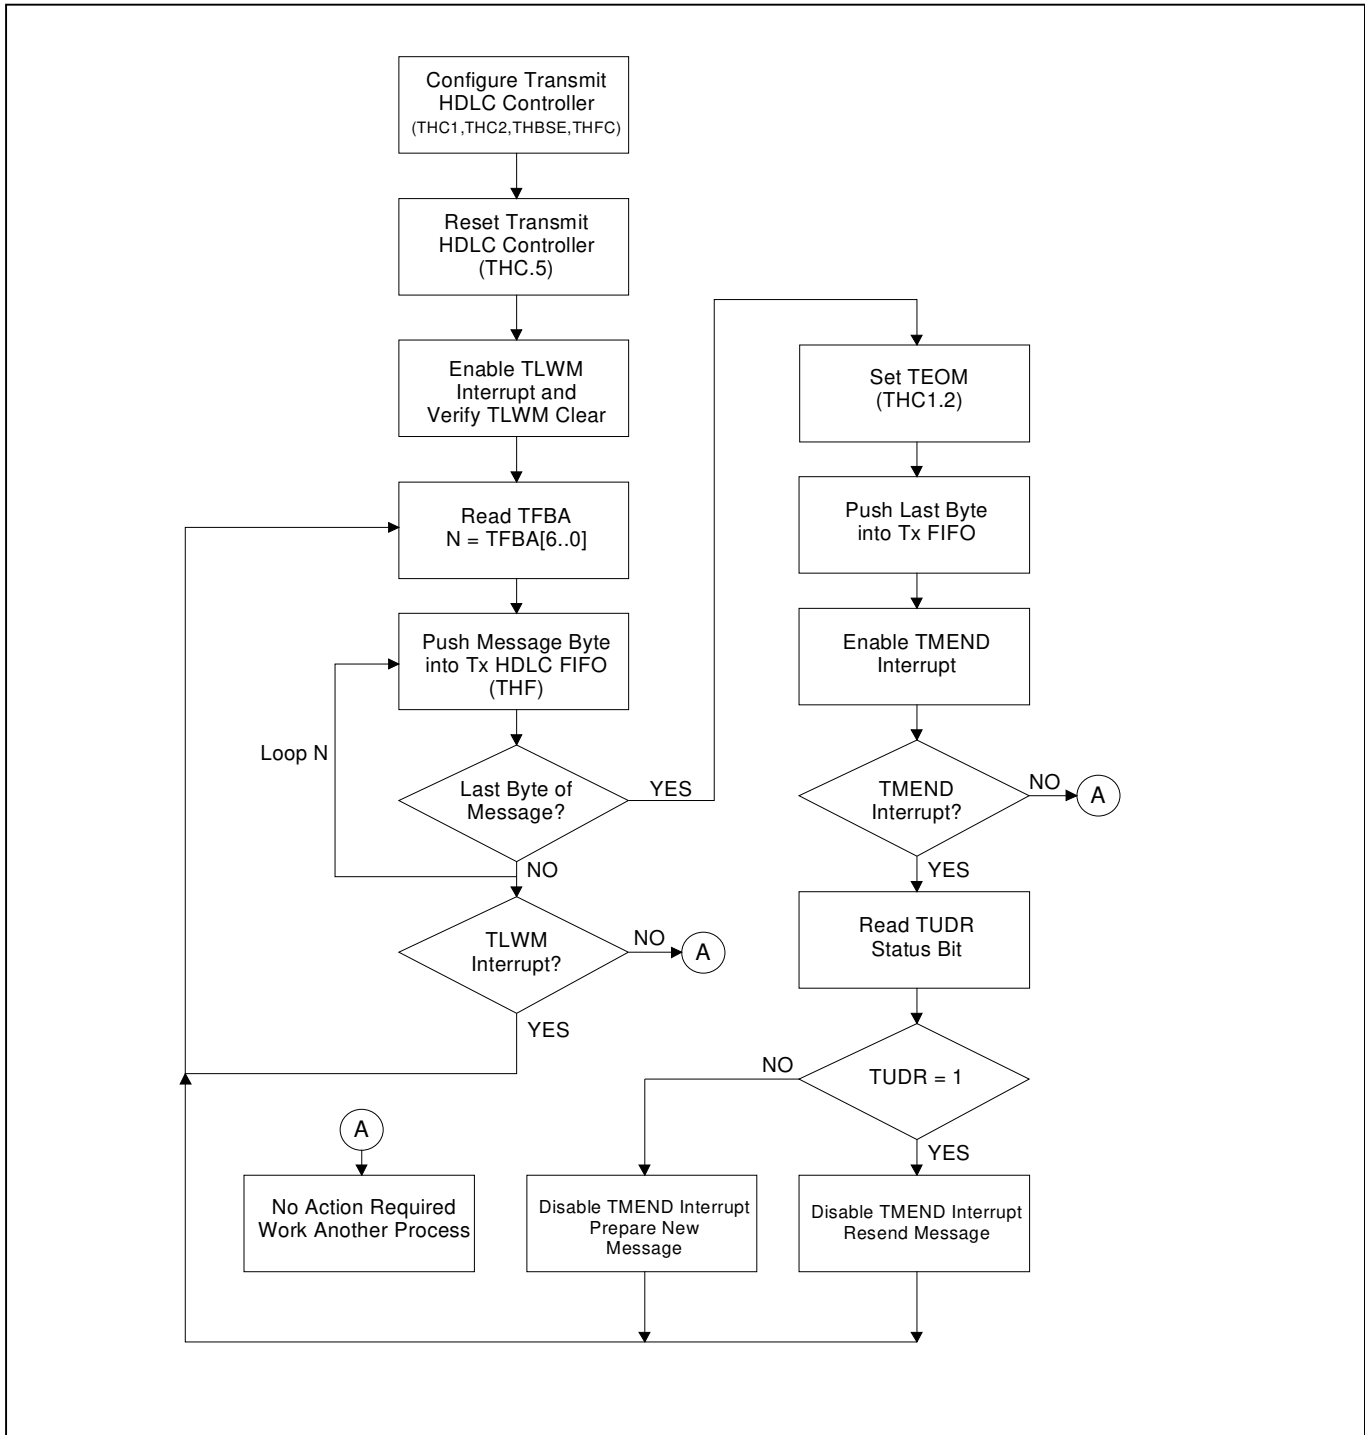 Configure Transmit
HDLC Controller
(THC1,THC2,THBSE,THFC)
Reset Transmit
HDLC Controller
(THC.5)
Enable TLWM
Interrupt and
Verify TLWM Clear
Read TFBA
N = TFBA[6..0]
Push Message Byte
into Tx HDLC FIFO
(THF)
Loop N
Last Byte of
Message?
YES
NO
TLWM
Interrupt?
NO
A
YES
A
No Action Required
Work Another Process
Set TEOM
(THC1.2)
Push Last Byte
into Tx FIFO
Enable TMEND
Interrupt
TMEND
Interrupt?
NO
A
YES
Read TUDR
Status Bit
TUDR = 1
NO
YES
Disable TMEND Interrupt
Prepare New
Message
Disable TMEND Interrupt
Resend Message